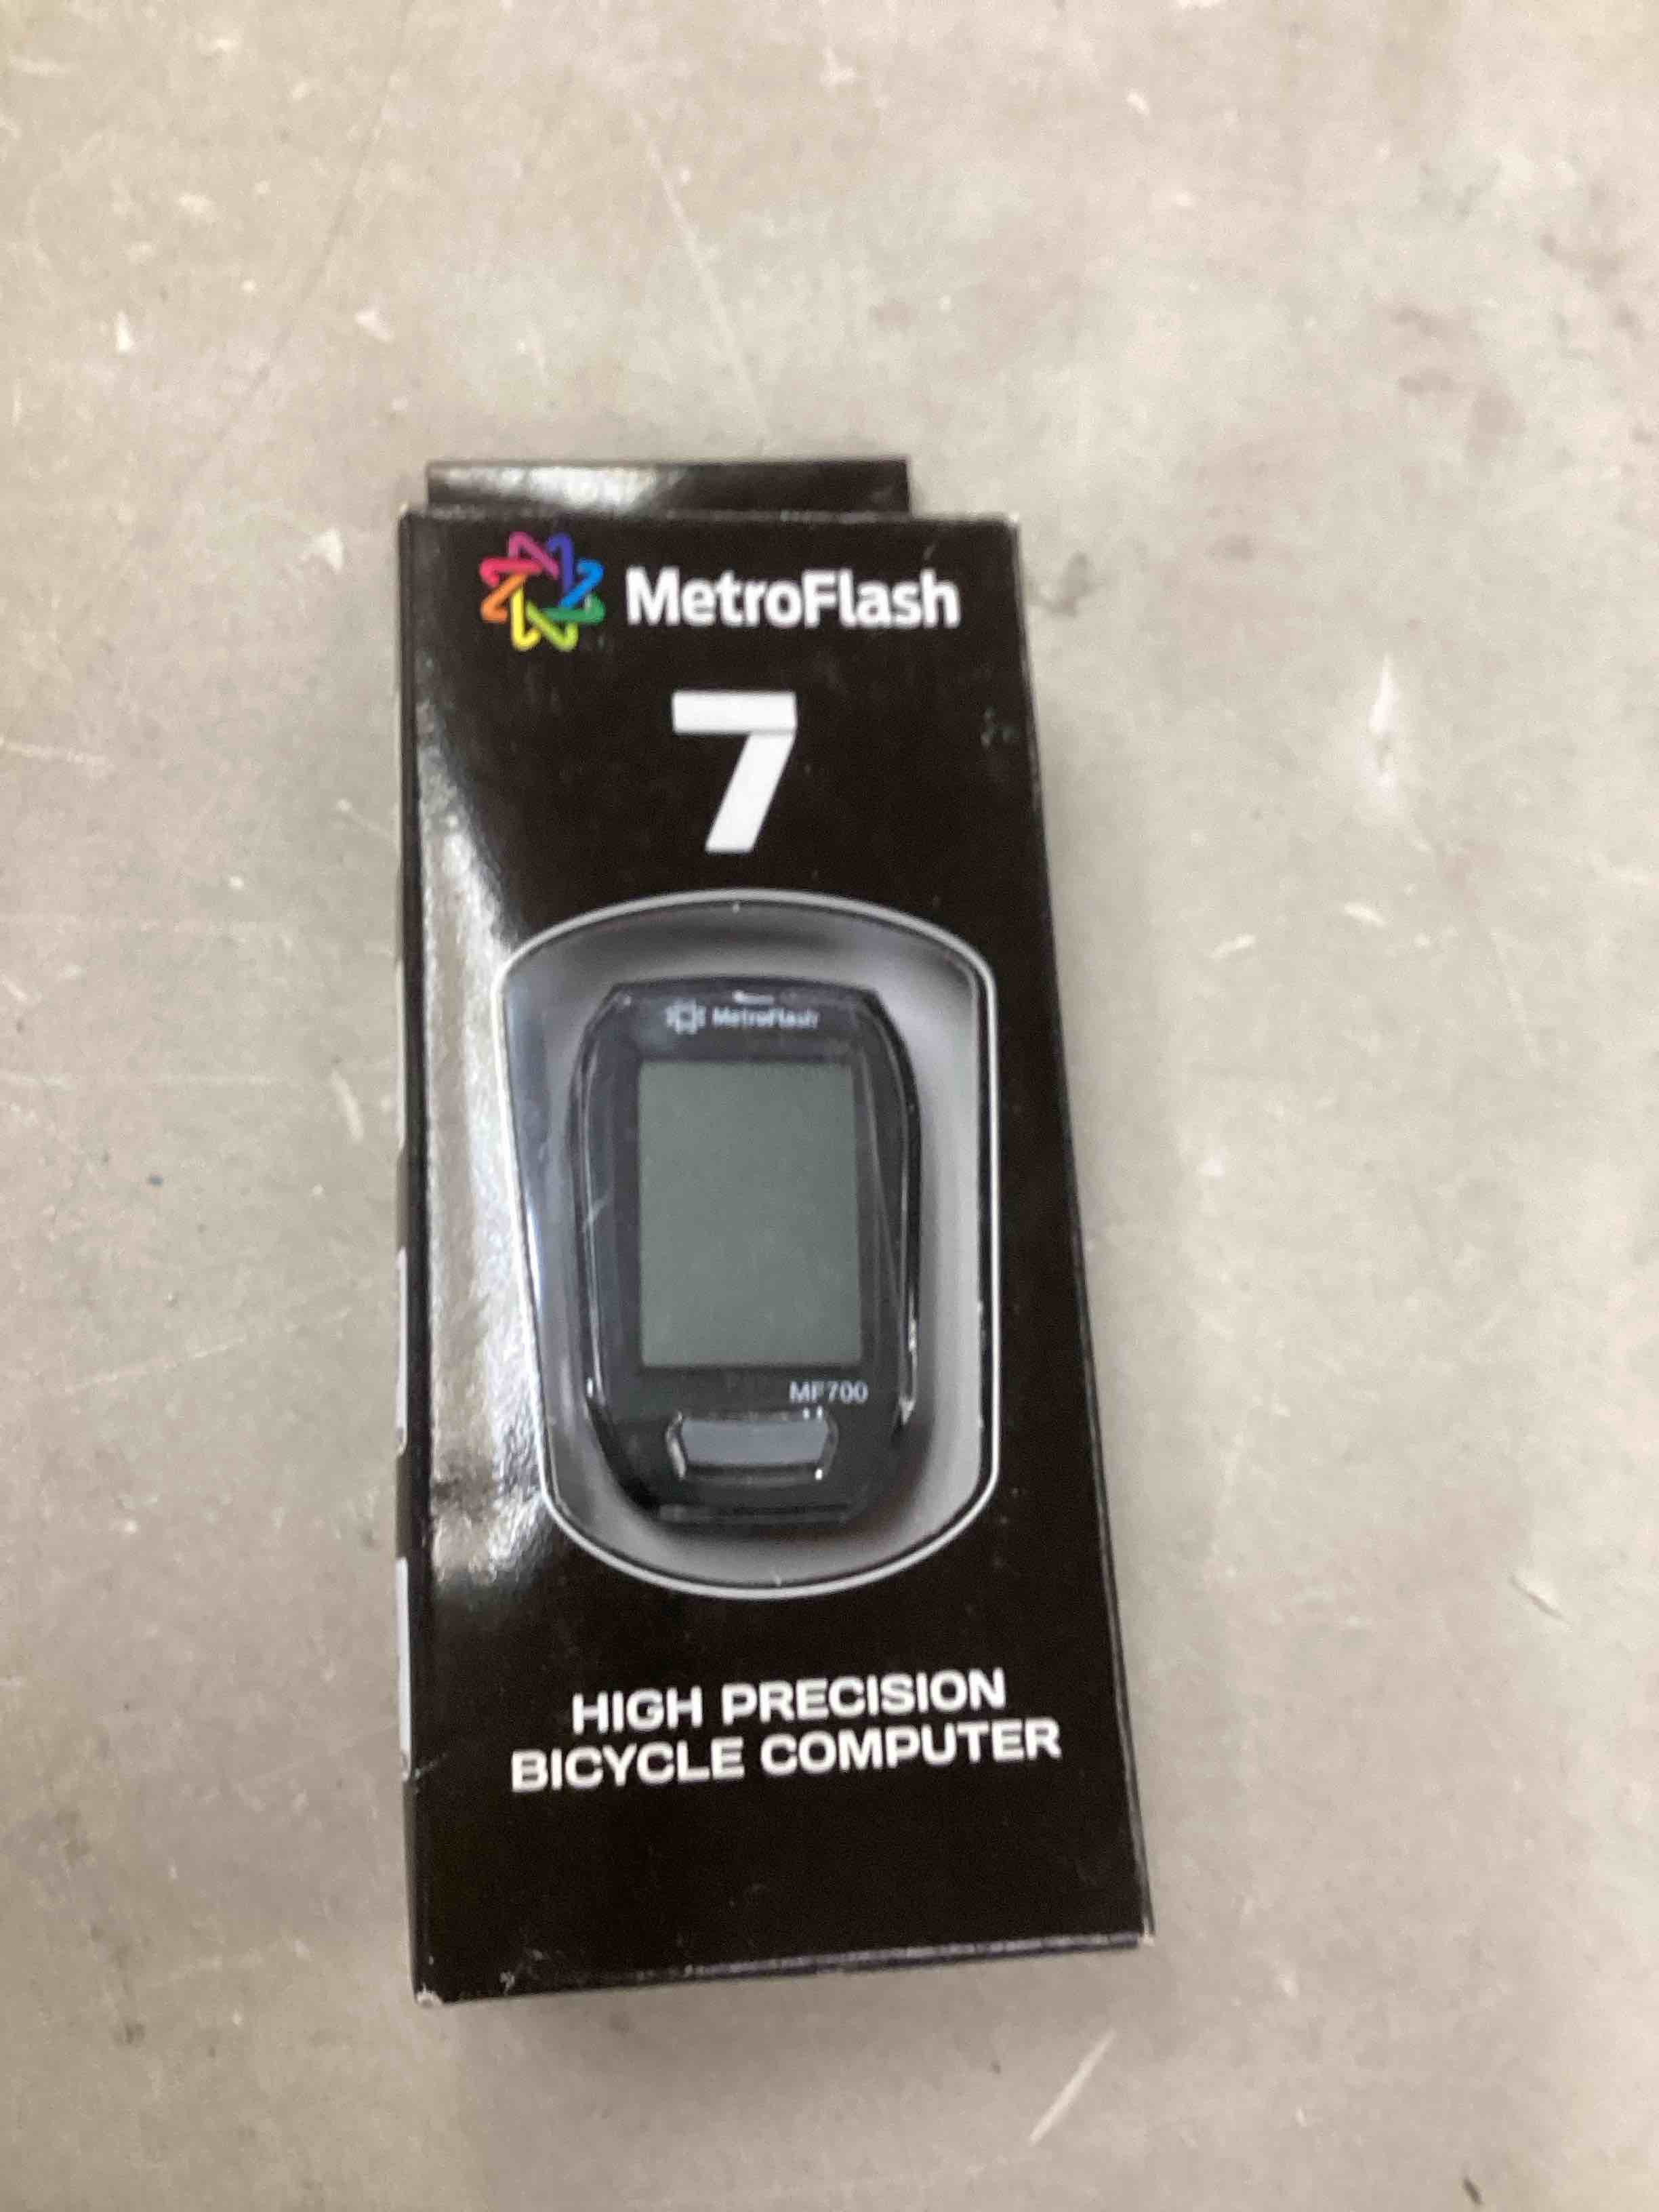 MetroFlash
7
MetroFlash
MF700
HIGH PRECISION
BICYCLE COMPUTER